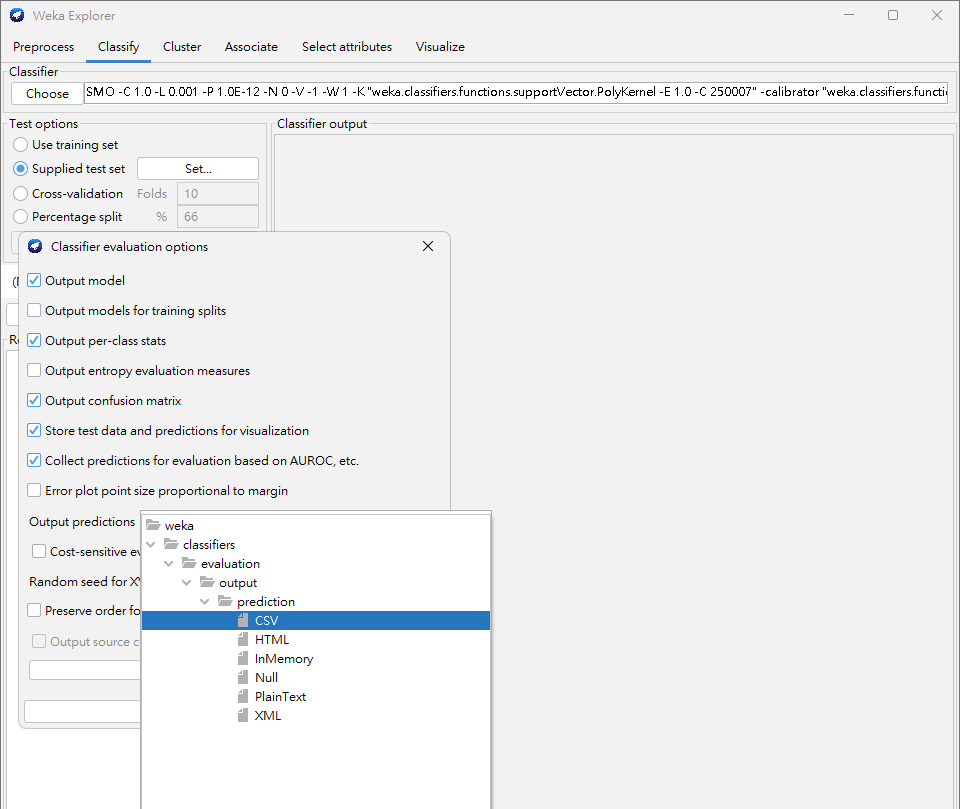 Weka Explorer
Preprocess Classify Cluster Associate Select attributes Visualize
Classifier
Choose SMO -C 1.0 -L 0.001 -P 1.0E-12 -N 0 -V -1 -W 1 -K "weka.classifiers.functions.supportVector.PolyKernel -E 1.0 -C 250007" -calibrator "weka.classifiers.functi
Test options
Classifier output
Use training set
Supplied test set Set...
Cross-validation Folds 10
Percentage split % 66
Classifier evaluation options
Output model
Output models for training splits
Output per-class stats
Output entropy evaluation measures
Output confusion matrix
Store test data and predictions for visualization
Collect predictions for evaluation based on AUROC, etc.
Error plot point size proportional to margin
Output predictions
Cost-sensitive ev
Random seed for XV
Preserve order fo
Output source c
weka
classifiers
evaluation
output
prediction
CSV
HTML
InMemory
Null
PlainText
XML